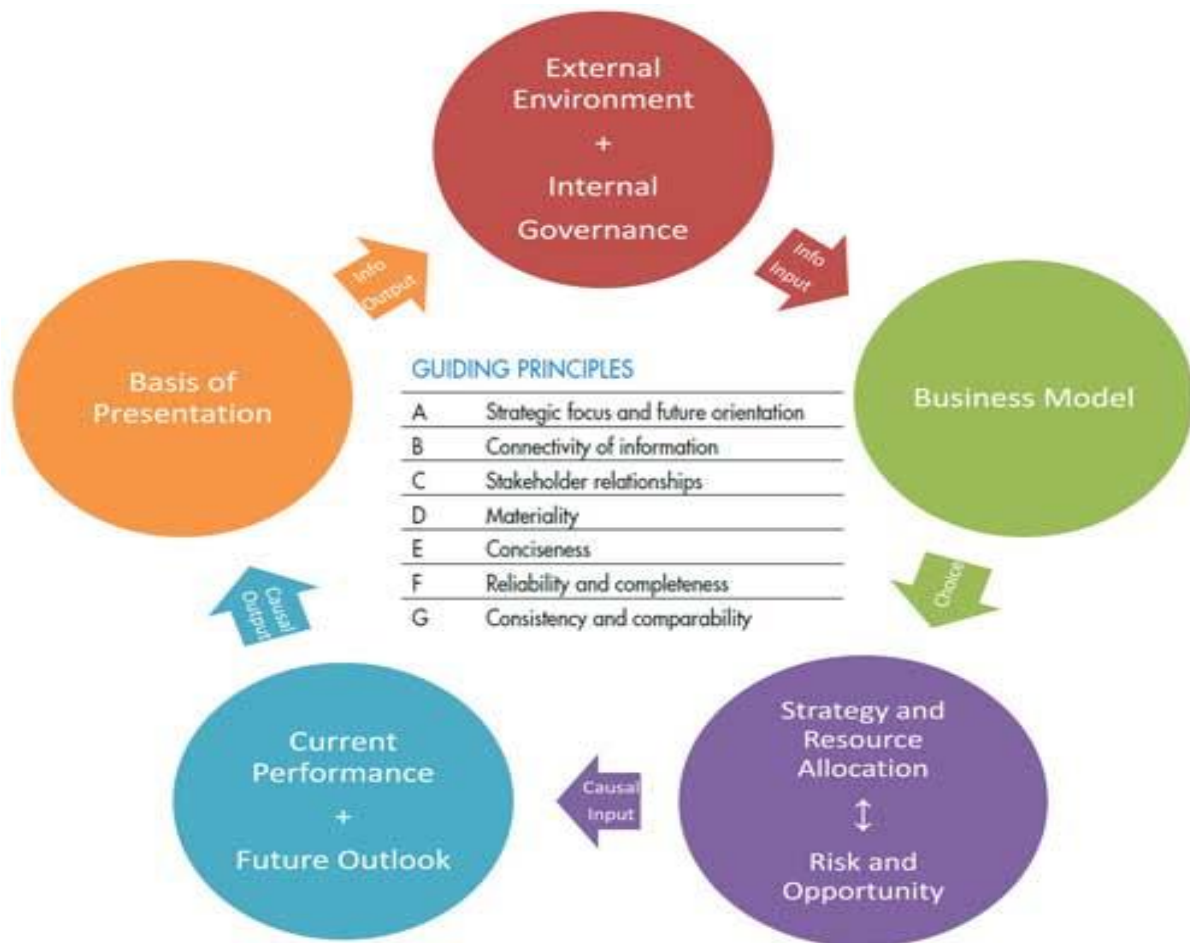 External
Environment
+
Internal
Governance
Info
Input
Business Model
Choice
Strategy and
Resource
Allocation
↕
Risk and
Opportunity
Causal
Input
Current
Performance
+
Future Outlook
Causal
Output
Basis of
Presentation
Info
Output
GUIDING PRINCIPLES
A Strategic focus and future orientation
B Connectivity of information
C Stakeholder relationships
D Materiality
E Conciseness
F Reliability and completeness
G Consistency and comparability